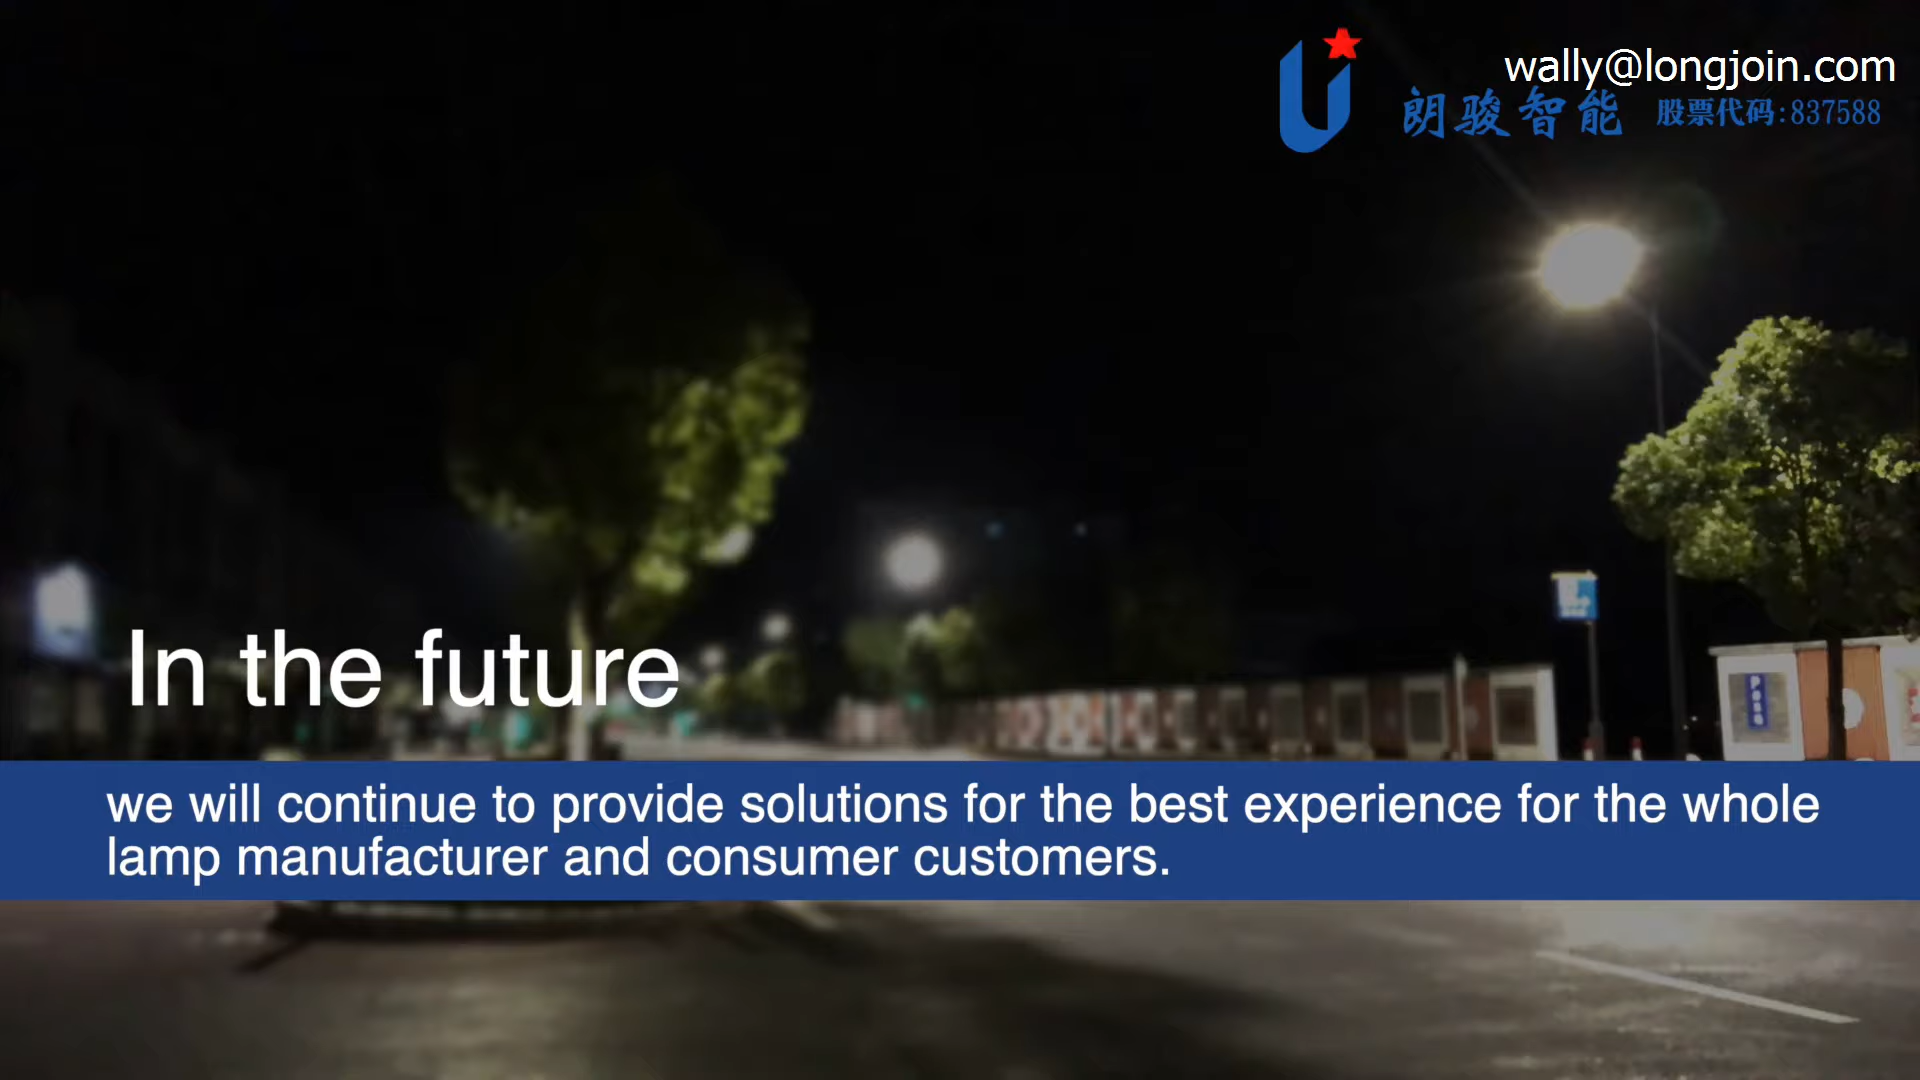 wally@longjoin.com
朗骏智能 股票代码:837588
In the future
we will continue to provide solutions for the best experience for the whole
lamp manufacturer and consumer customers.